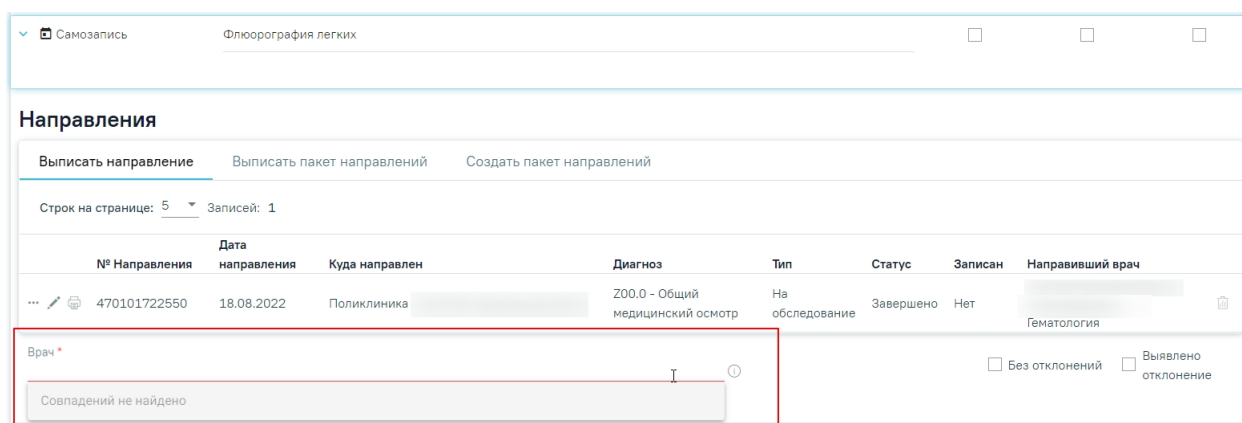 Самозапись Флюорография легких
Направления
Выписать направление Выписать пакет направлений Создать пакет направлений
Строк на странице: 5 Записей: 1
№ Направления Дата направления Куда направлен Диагноз Тип Статус Записан Направивший врач
470101722550 18.08.2022 Поликлиника Z00.0 - Общий медицинский осмотр На обследование Завершено Нет Гематология
Врач *
Без отклонений Выявлено отклонение
Совпадений не найдено